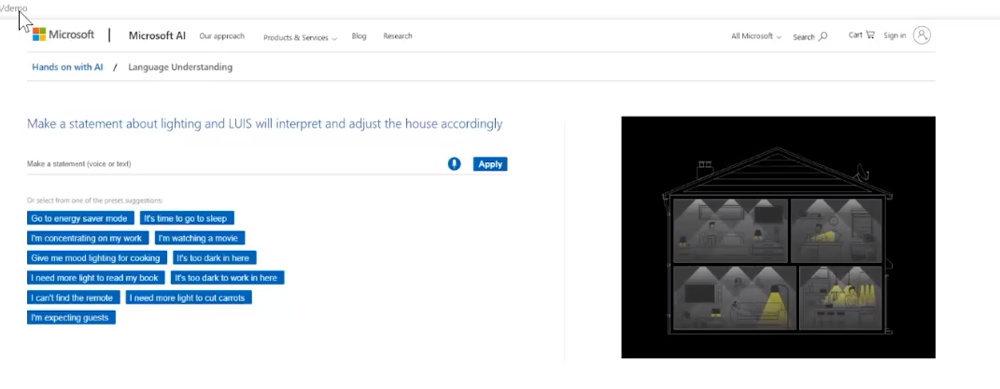 s/demo
Microsoft | Microsoft AI Our approach Products & Services Blog Research All Microsoft Search Cart Sign in
Hands on with AI / Language Understanding
Make a statement about lighting and LUIS will interpret and adjust the house accordingly
Make a statement (voice or text) Apply
Or select from one of the preset suggestions:
Go to energy saver mode It's time to go to sleep
I'm concentrating on my work I'm watching a movie
Give me mood lighting for cooking It's too dark in here
I need more light to read my book It's too dark to work in here
I can't find the remote I need more light to cut carrots
I'm expecting guests